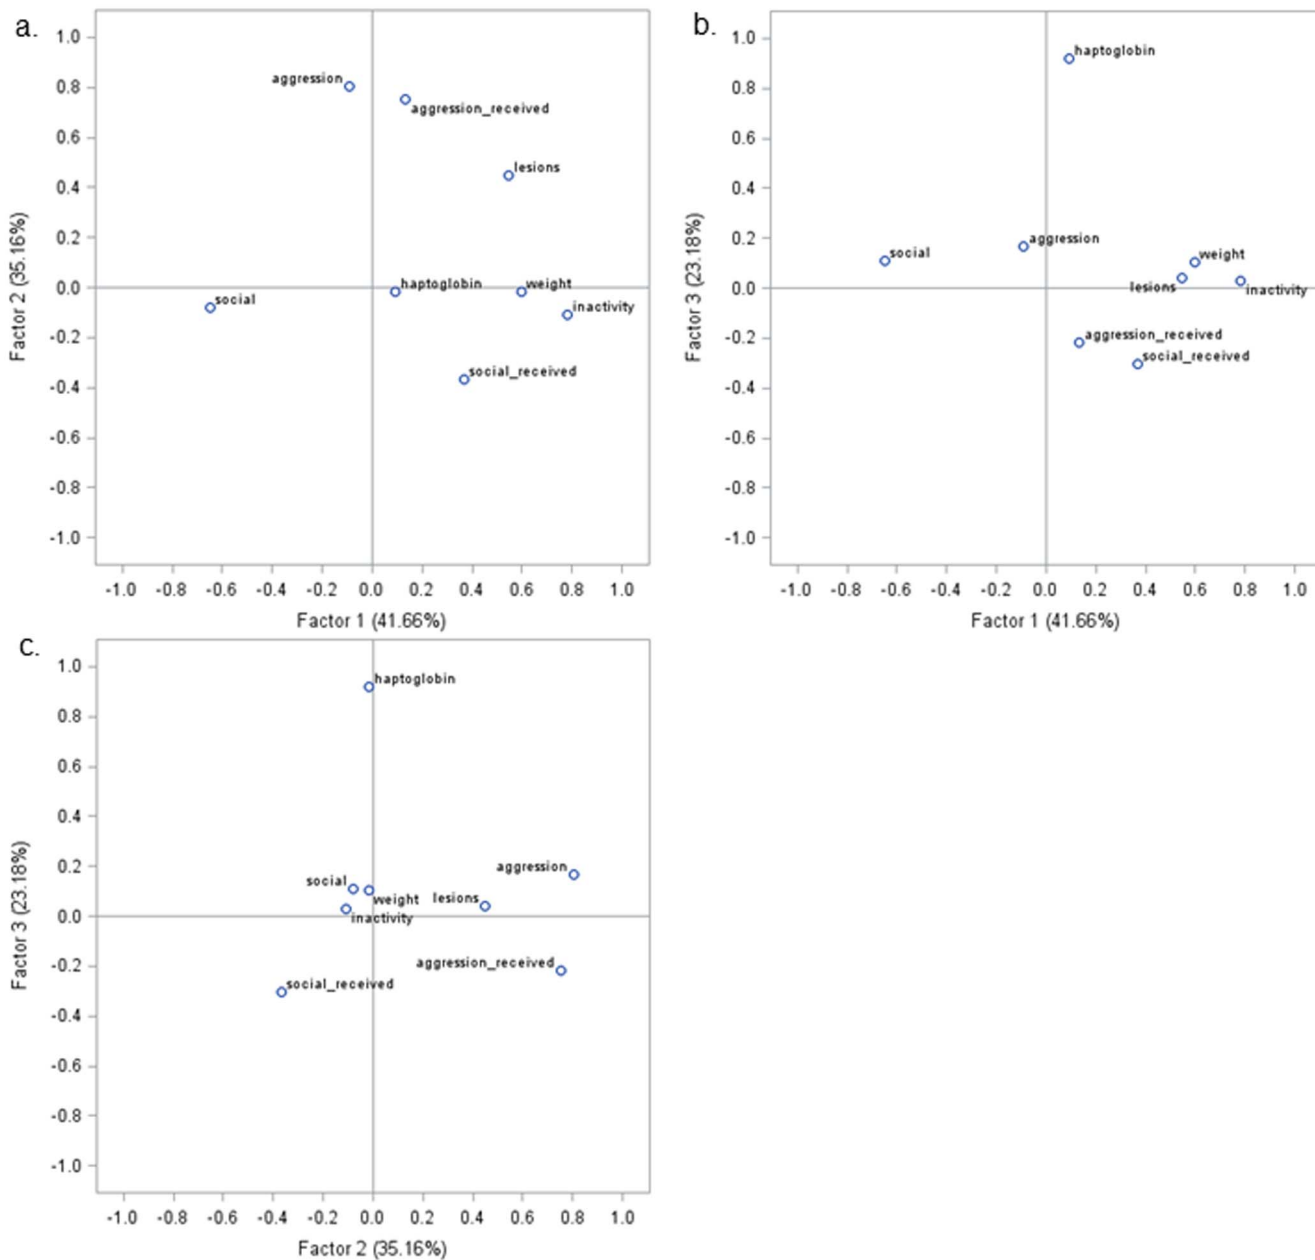 a.
1.0
0.8
0.6
0.4
0.2
0.0
-0.2
-0.4
-0.6
-0.8
-1.0
Factor 2 (35.16%)
aggression
aggression_received
lesions
haptoglobin
weight
social
inactivity
social_received
-1.0 -0.8 -0.6 -0.4 -0.2 0.0 0.2 0.4 0.6 0.8 1.0
Factor 1 (41.66%)
b.
1.0
0.8
0.6
0.4
0.2
0.0
-0.2
-0.4
-0.6
-0.8
-1.0
Factor 3 (23.18%)
haptoglobin
aggression
social
weight
lesions
inactivity
aggression_received
social_received
-1.0 -0.8 -0.6 -0.4 -0.2 0.0 0.2 0.4 0.6 0.8 1.0
Factor 1 (41.66%)
c.
1.0
0.8
0.6
0.4
0.2
0.0
-0.2
-0.4
-0.6
-0.8
-1.0
Factor 3 (23.18%)
haptoglobin
aggression
social
weight
lesions
inactivity
aggression_received
social_received
-1.0 -0.8 -0.6 -0.4 -0.2 0.0 0.2 0.4 0.6 0.8 1.0
Factor 2 (35.16%)